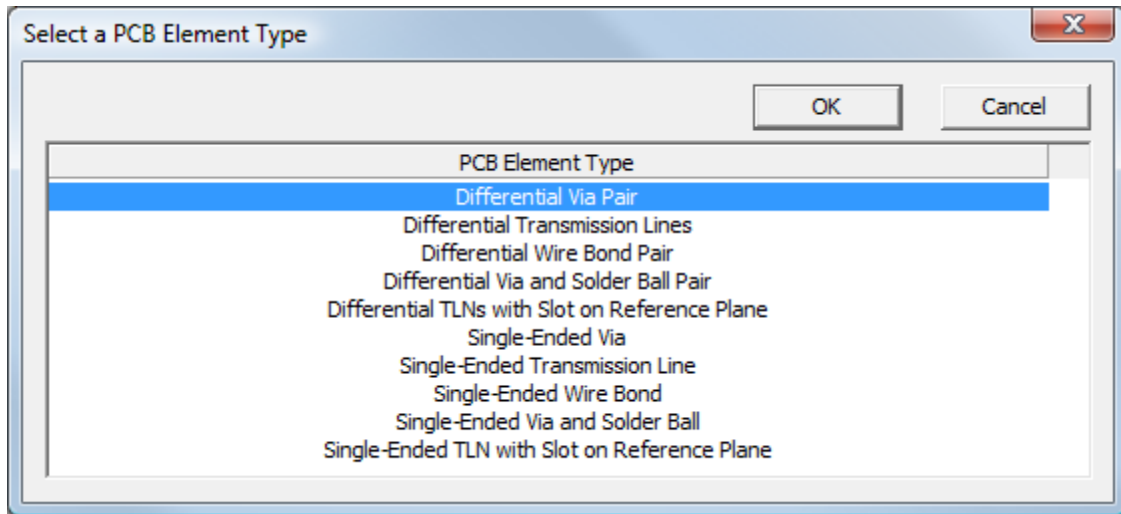 Select a PCB Element Type
OK
Cancel
PCB Element Type
Differential Via Pair
Differential Transmission Lines
Differential Wire Bond Pair
Differential Via and Solder Ball Pair
Differential TLNs with Slot on Reference Plane
Single-Ended Via
Single-Ended Transmission Line
Single-Ended Wire Bond
Single-Ended Via and Solder Ball
Single-Ended TLN with Slot on Reference Plane